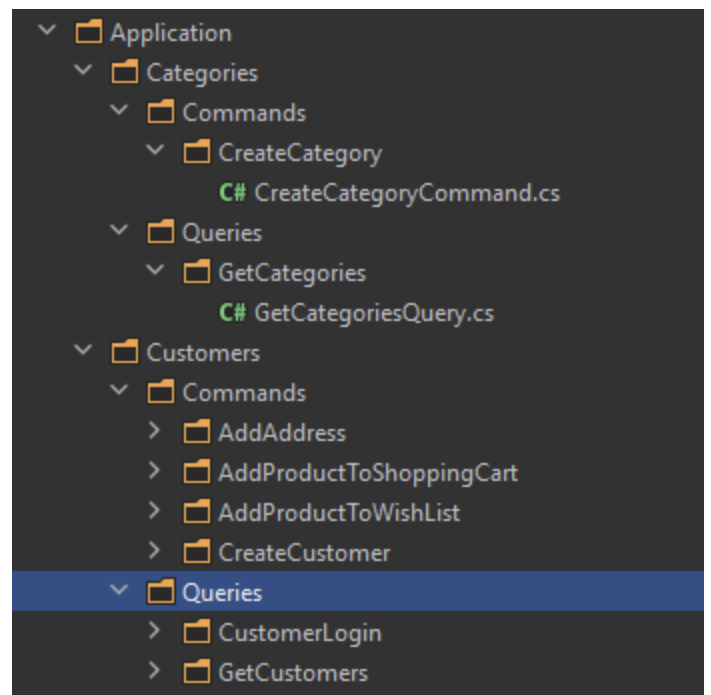 Application
Categories
Commands
CreateCategory
C# CreateCategoryCommand.cs
Queries
GetCategories
C# GetCategoriesQuery.cs
Customers
Commands
AddAddress
AddProductToShoppingCart
AddProductToWishList
CreateCustomer
Queries
CustomerLogin
GetCustomers